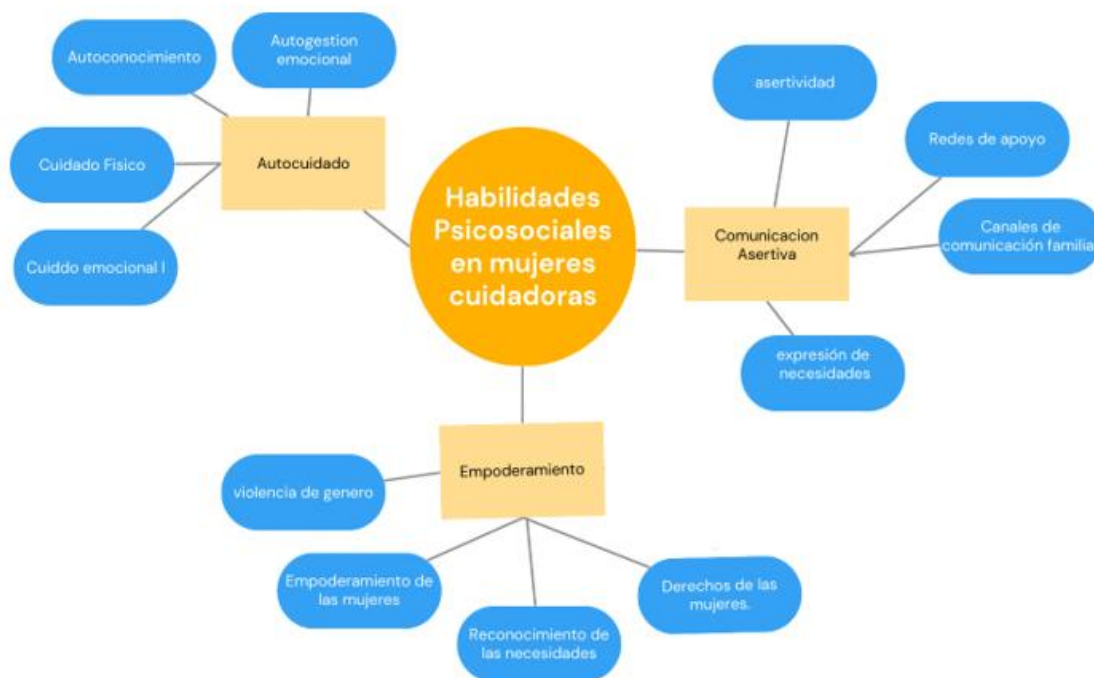 Autoconocimiento
Autogestion
emocional
Cuidado Fisico
Autocuidado
Cuiddo emocional l
Habilidades
Psicosociales
en mujeres
cuidadoras
asertividad
Redes de apoyo
Comunicacion
Asertiva
Canales de
comunicación familia
expresión de
necesidades
Empoderamiento
violencia de genero
Empoderamiento de
las mujeres
Reconocimiento de
las necesidades
Derechos de las
mujeres.